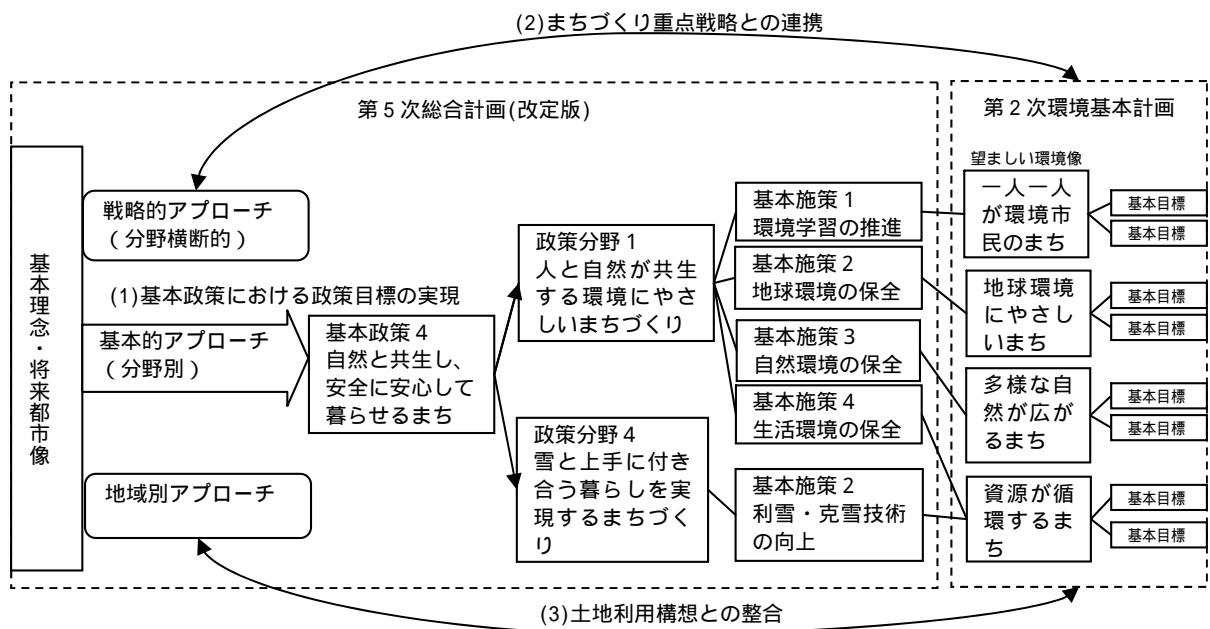 (2)まちづくり重点戦略との連携
第5次総合計画(改定版)
第2次環境基本計画
基本理念・将来都市像
戦略的アプローチ
(分野横断的)
(1)基本政策における政策目標の実現
基本的アプローチ
(分野別)
地域別アプローチ
基本政策4
自然と共生し、
安全に安心して
暮らせるまち
政策分野1
人と自然が共生
する環境にやさ
しいまちづくり
政策分野4
雪と上手に付き
合う暮らしを実
現するまちづく
り
基本施策1
環境学習の推進
基本施策2
地球環境の保全
基本施策3
自然環境の保全
基本施策4
生活環境の保全
基本施策2
利雪・克雪技術
の向上
望ましい環境像
一人一人
が環境市
民のまち
基本目標
基本目標
地球環境
にやさし
いまち
基本目標
基本目標
多様な自
然が広が
るまち
基本目標
基本目標
資源が循
環するま
ち
基本目標
基本目標
(3)土地利用構想との整合